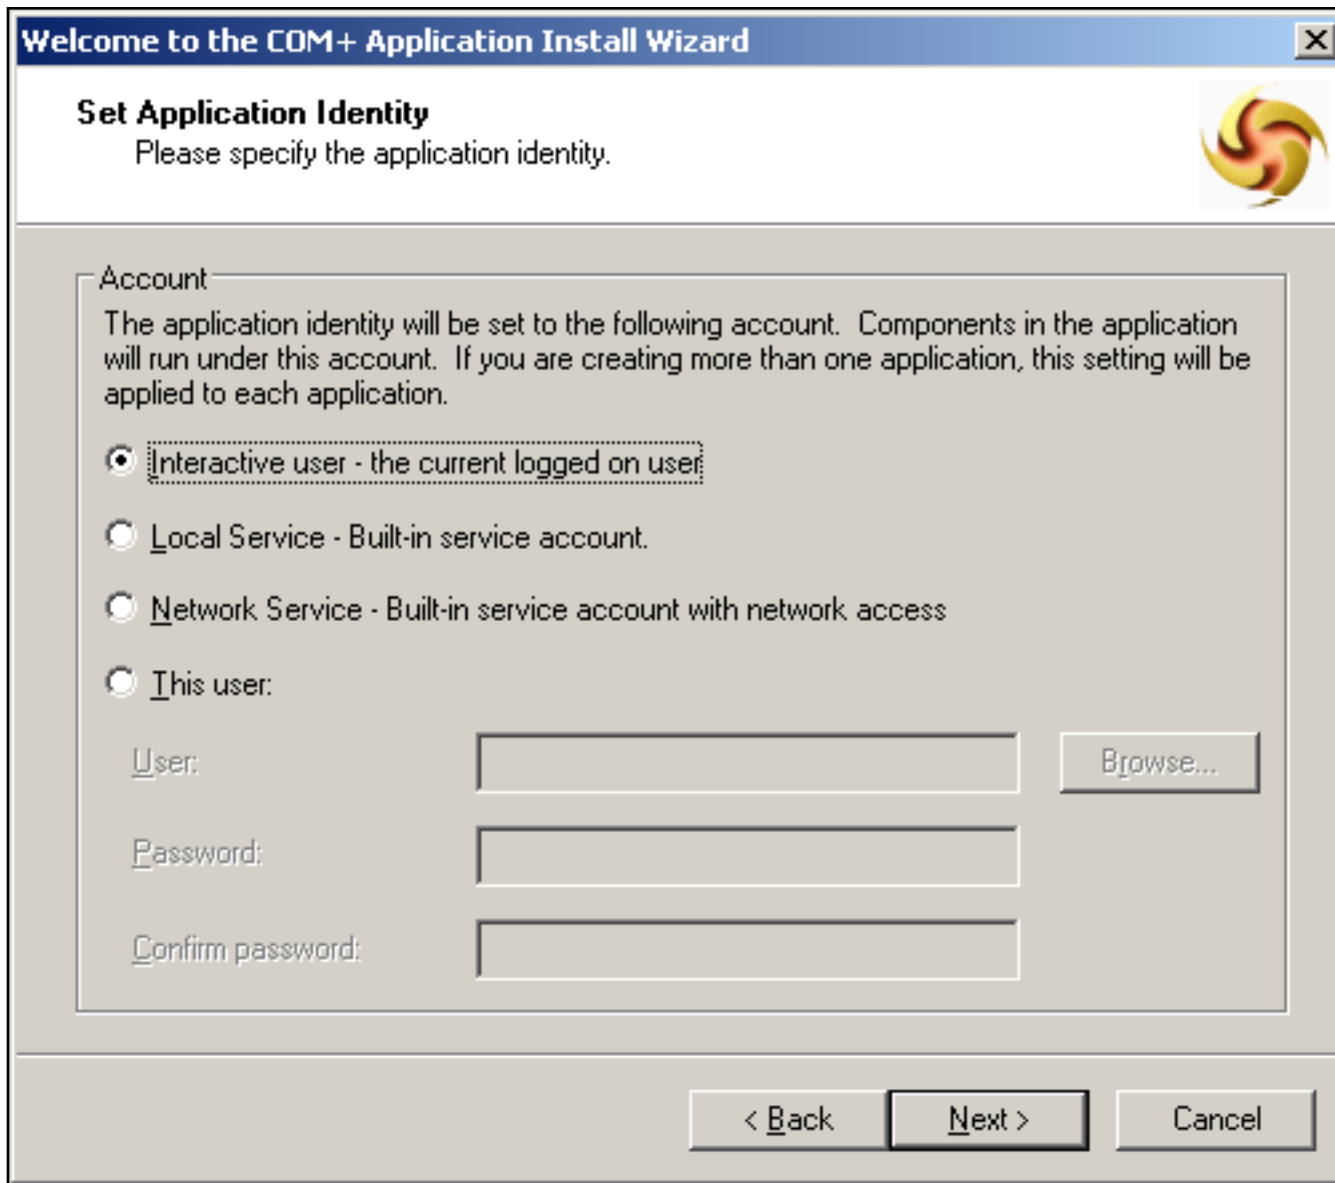 Welcome to the COM+ Application Install Wizard
Set Application Identity
Please specify the application identity.
Account
The application identity will be set to the following account.  Components in the application
will run under this account.  If you are creating more than one application, this setting will be
applied to each application.
Interactive user - the current logged on user
Local Service - Built-in service account.
Network Service - Built-in service account with network access
This user:
User:
Browse...
Password:
Confirm password:
< Back
Next >
Cancel